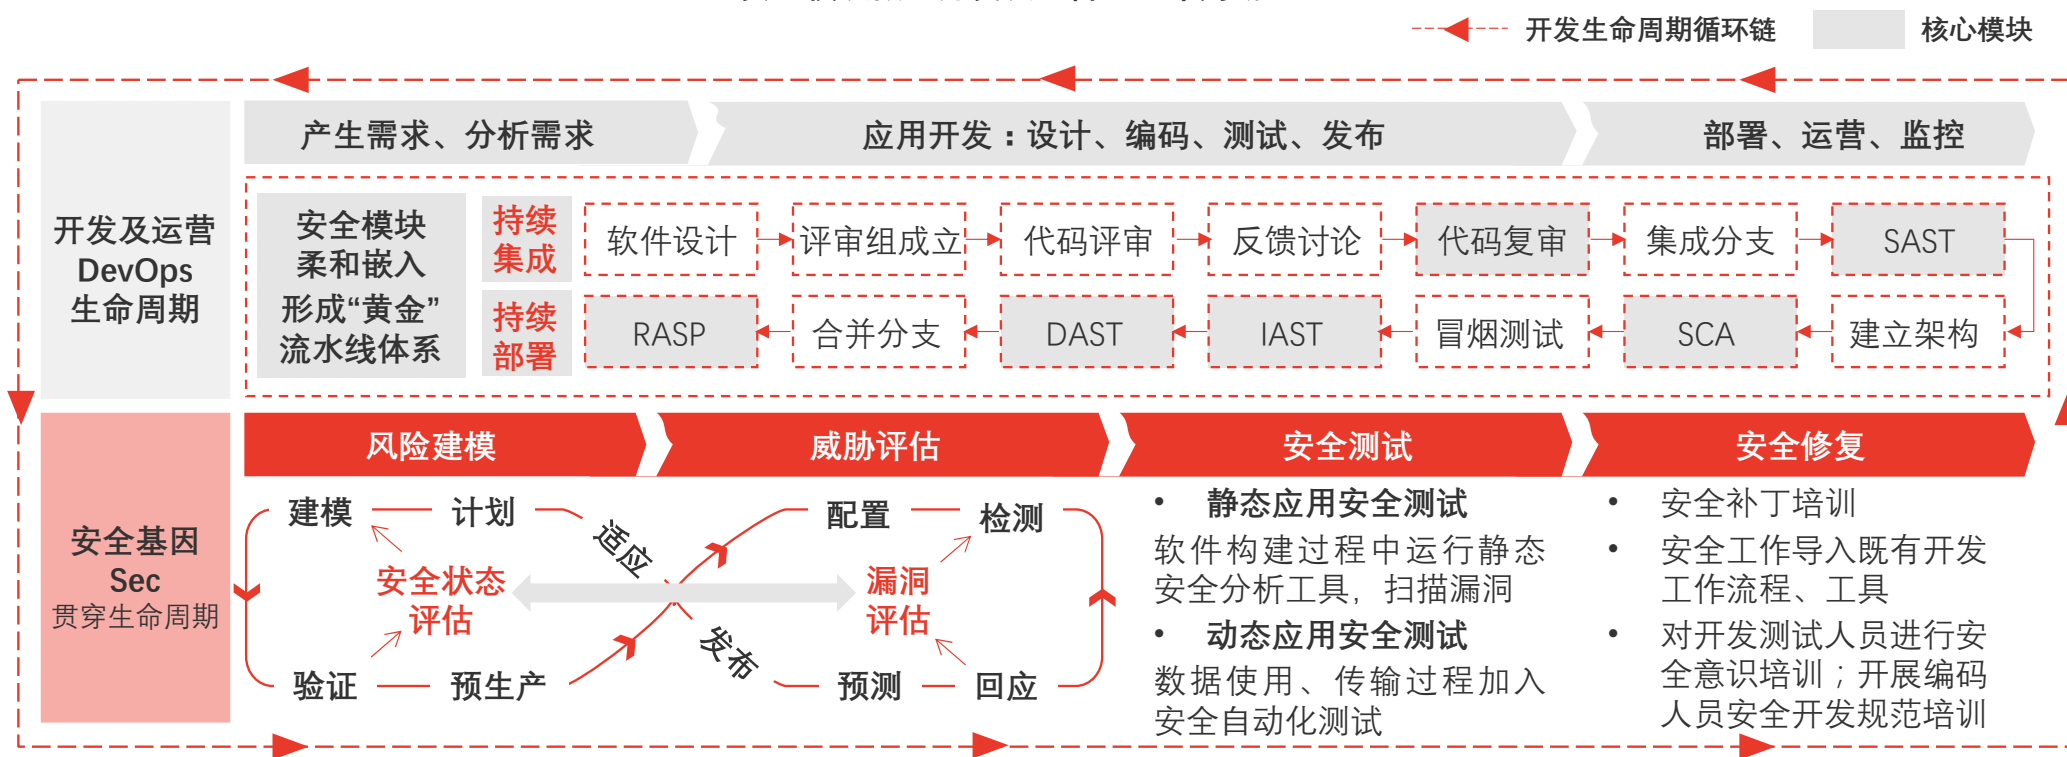 开发生命周期循环链
核心模块
产生需求、分析需求
应用开发：设计、编码、测试、发布
部署、运营、监控
开发及运营
DevOps
生命周期
安全模块
柔和嵌入
形成“黄金”
流水线体系
持续
集成
软件设计
评审组成立
代码评审
反馈讨论
代码复审
集成分支
SAST
持续
部署
RASP
合并分支
DAST
IAST
冒烟测试
SCA
建立架构
安全基因
Sec
贯穿生命周期
风险建模
威胁评估
安全测试
安全修复
建模
计划
适应
配置
检测
安全状态
评估
漏洞
评估
验证
预生产
发布
预测
回应
• 静态应用安全测试
软件构建过程中运行静态
安全分析工具，扫描漏洞
• 动态应用安全测试
数据使用、传输过程加入
安全自动化测试
• 安全补丁培训
• 安全工作导入既有开发
工作流程、工具
• 对开发测试人员进行安
全意识培训；开展编码
人员安全开发规范培训